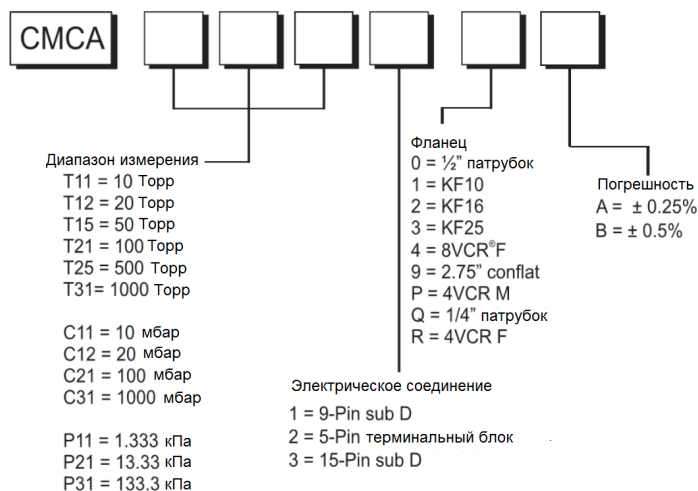 CMCA
Диапазон измерения
T11 = 10 Торр
T12 = 20 Торр
T15 = 50 Торр
T21 = 100 Торр
T25 = 500 Торр
T31= 1000 Торр
C11 = 10 мбар
C12 = 20 мбар
C21 = 100 мбар
C31 = 1000 мбар
P11 = 1.333 кПа
P21 = 13.33 кПа
P31 = 133.3 кПа
Электрическое соединение
1 = 9-Pin sub D
2 = 5-Pin терминальный блок
3 = 15-Pin sub D
Фланец
0 = ½” патрубок
1 = KF10
2 = KF16
3 = KF25
4 = 8VCR®F
9 = 2.75” conflat
P = 4VCR M
Q = 1/4” патрубок
R = 4VCR F
Погрешность
A = ± 0.25%
B = ± 0.5%